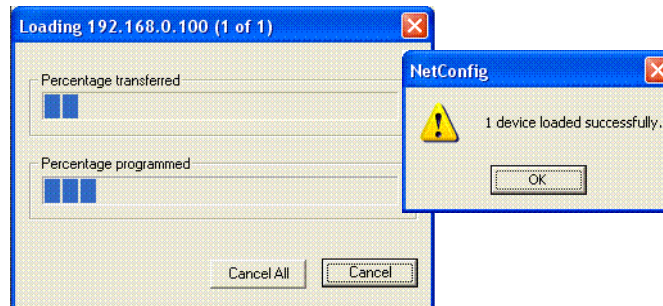 Loading 192.168.0.100 (1 of 1)
Percentage transferred
Percentage programmed
Cancel All
Cancel
NetConfig
1 device loaded successfully.
OK